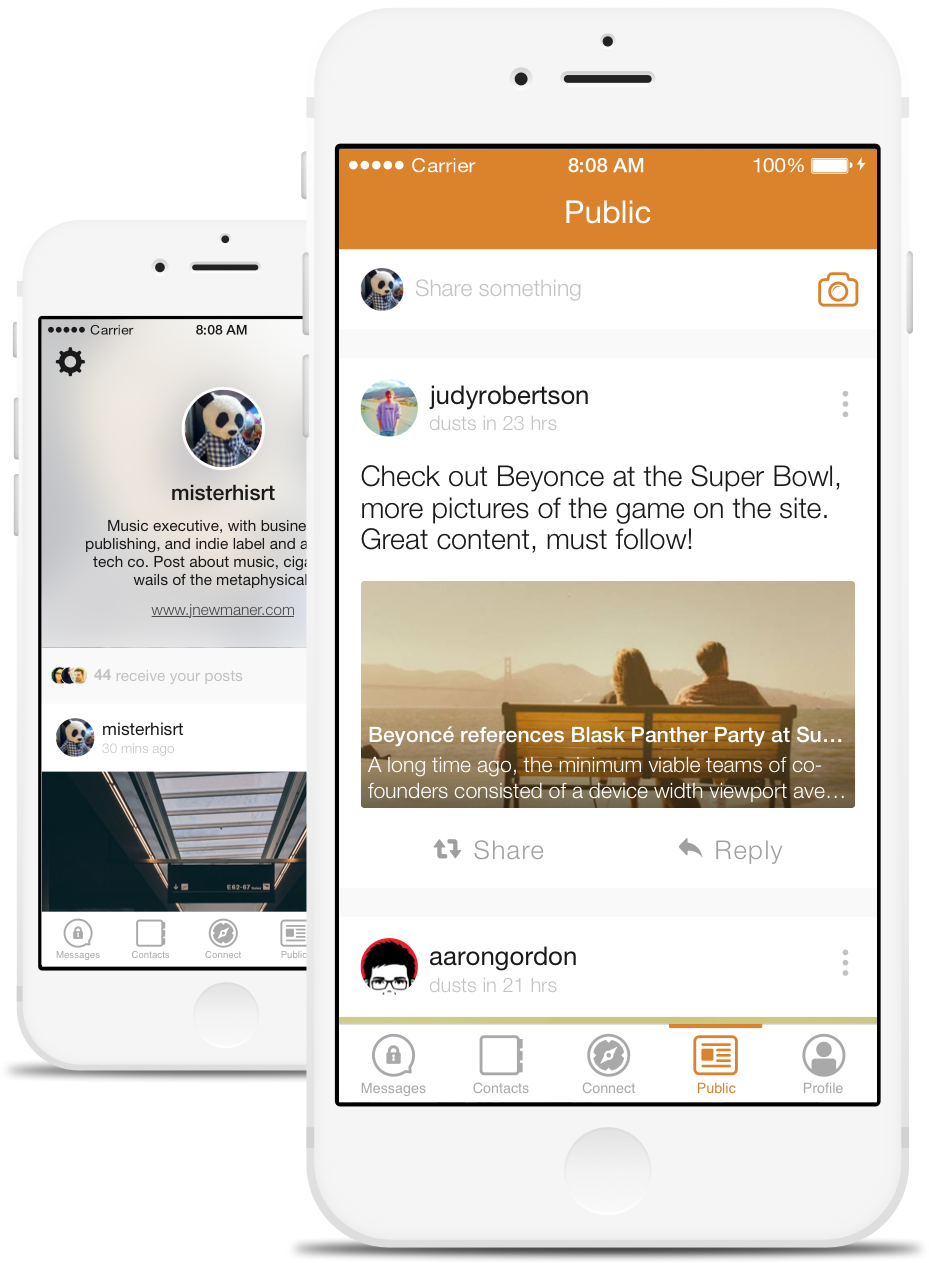 Carrier
8:08 AM
100%
Public
Share something
judyrobertson
dusts in 23 hrs
Check out Beyonce at the Super Bowl,
more pictures of the game on the site.
Great content, must follow!
Beyoncé references Blask Panther Party at Su…
A long time ago, the minimum viable teams of co-
founders consisted of a device width viewport ave…
Share
Reply
aarongordon
dusts in 21 hrs
Messages
Contacts
Connect
Public
Profile
Carrier
8:08 AM
misterhisrt
Music executive, with busine
publishing, and indie label and a
tech co. Post about music, ciga
wails of the metaphysical
www.jnewmaner.com
44 receive your posts
misterhisrt
30 mins ago
E62-67
Messages
Contacts
Connect
Public